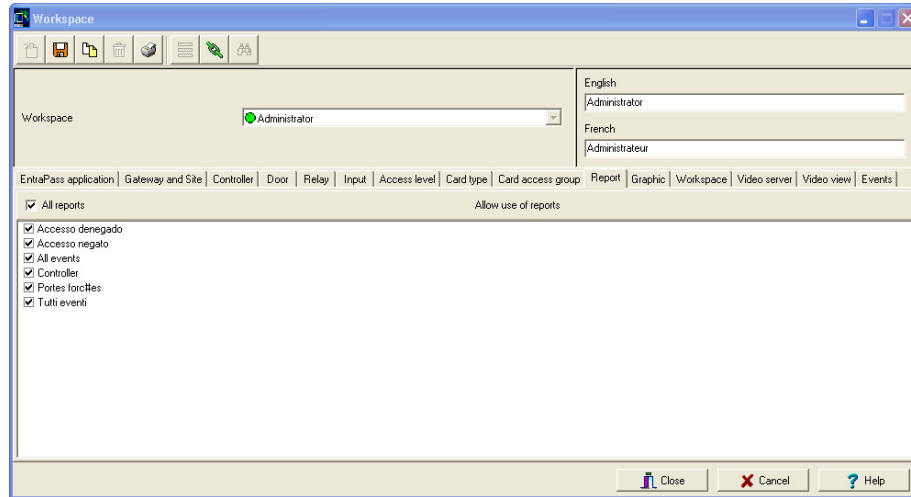 Workspace
English
Administrator
Workspace
Administrator
French
Administrateur
EntraPass application Gateway and Site Controller Door Relay Input Access level Card type Card access group Report Graphic Workspace Video server Video view Events
All reports Allow use of reports
Accesso denegado
Accesso negato
All events
Controller
Portes forc#es
Tutti eventi
Close Cancel Help